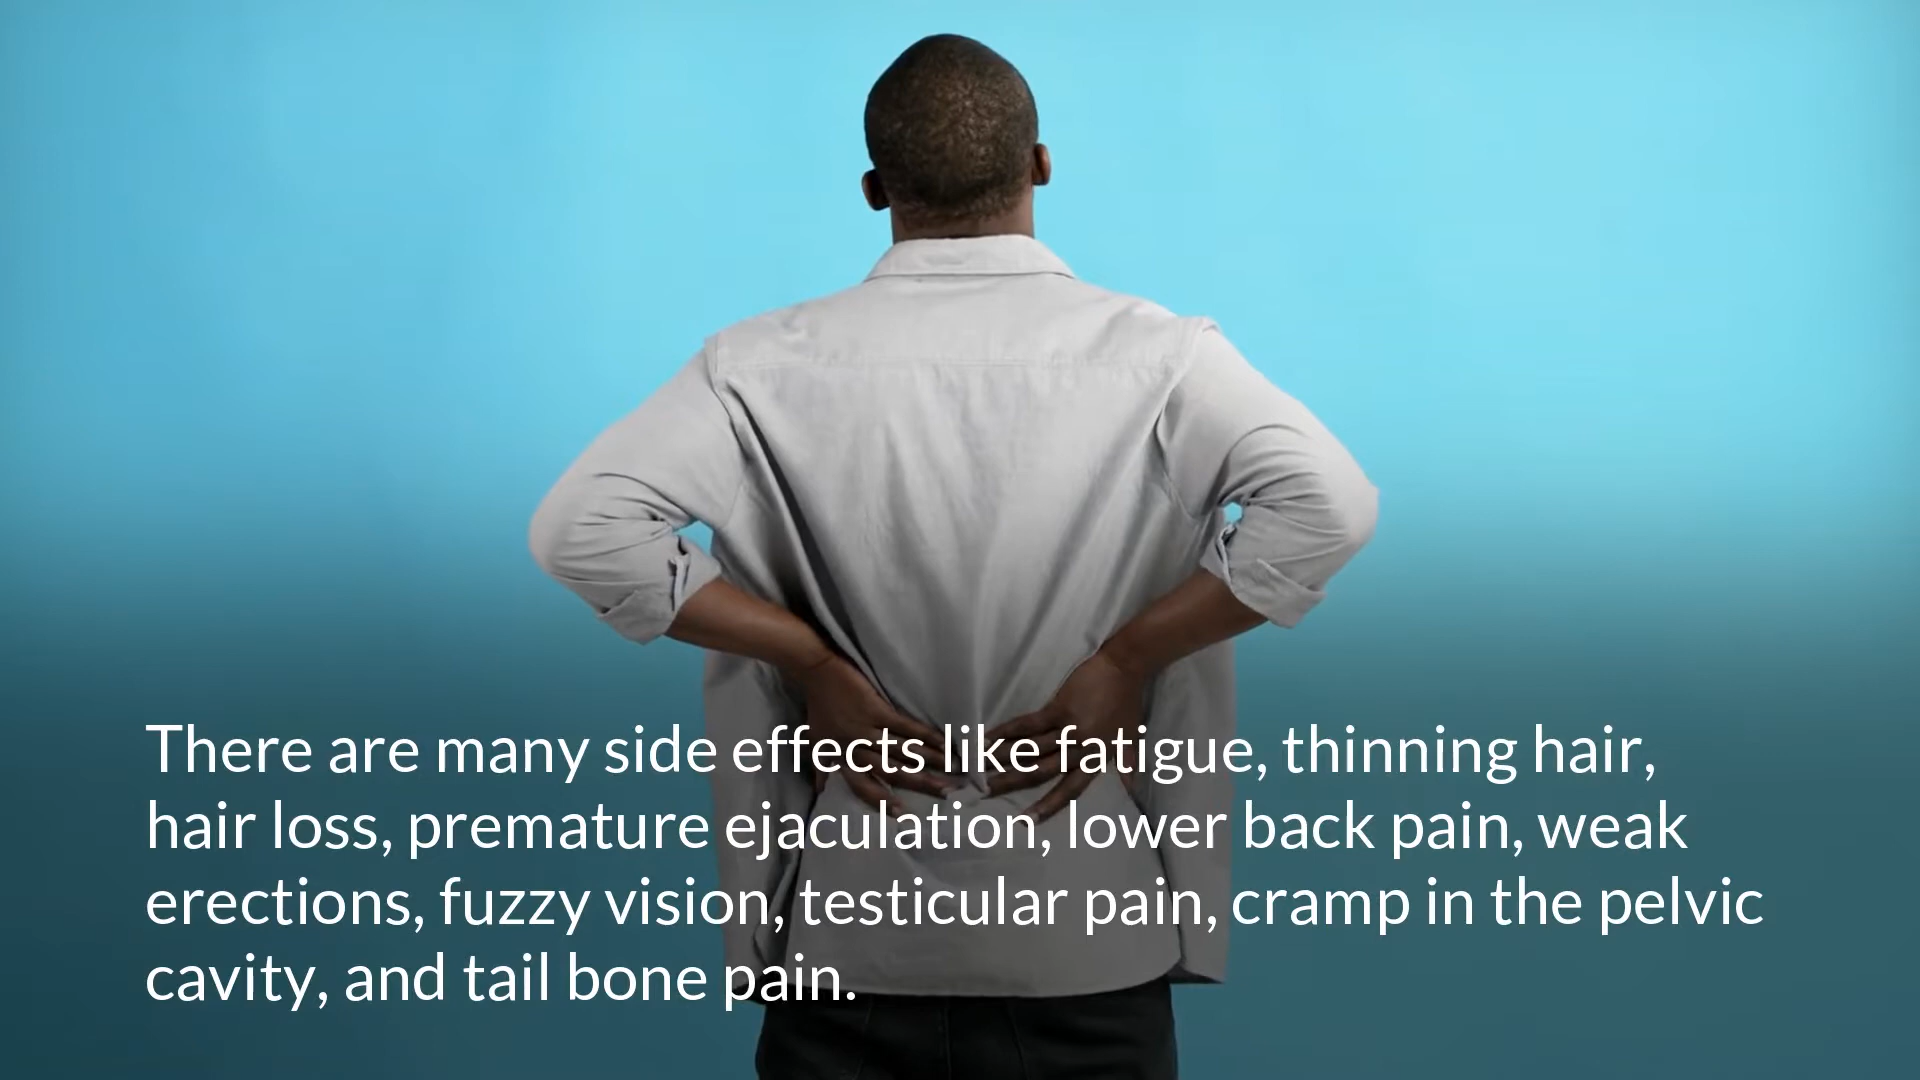 There are many side effects like fatigue, thinning hair,
hair loss, premature ejaculation, lower back pain, weak
erections, fuzzy vision, testicular pain, cramp in the pelvic
cavity, and tail bone pain.